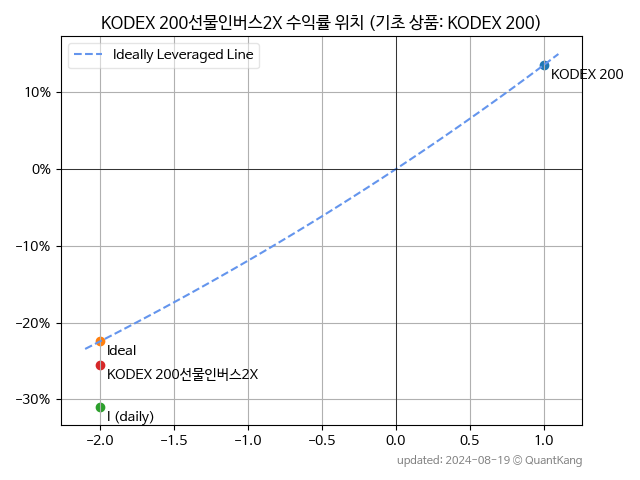 KODEX 200선물인버스2X 수익률 위치 (기초 상품: KODEX 200)
Ideally Leveraged Line
KODEX 200
10%
0%
−10%
−20%
Ideal
KODEX 200선물인버스2X
−30%
I (daily)
−2.0 −1.5 −1.0 −0.5 0.0 0.5 1.0
updated: 2024-08-19 © QuantKang